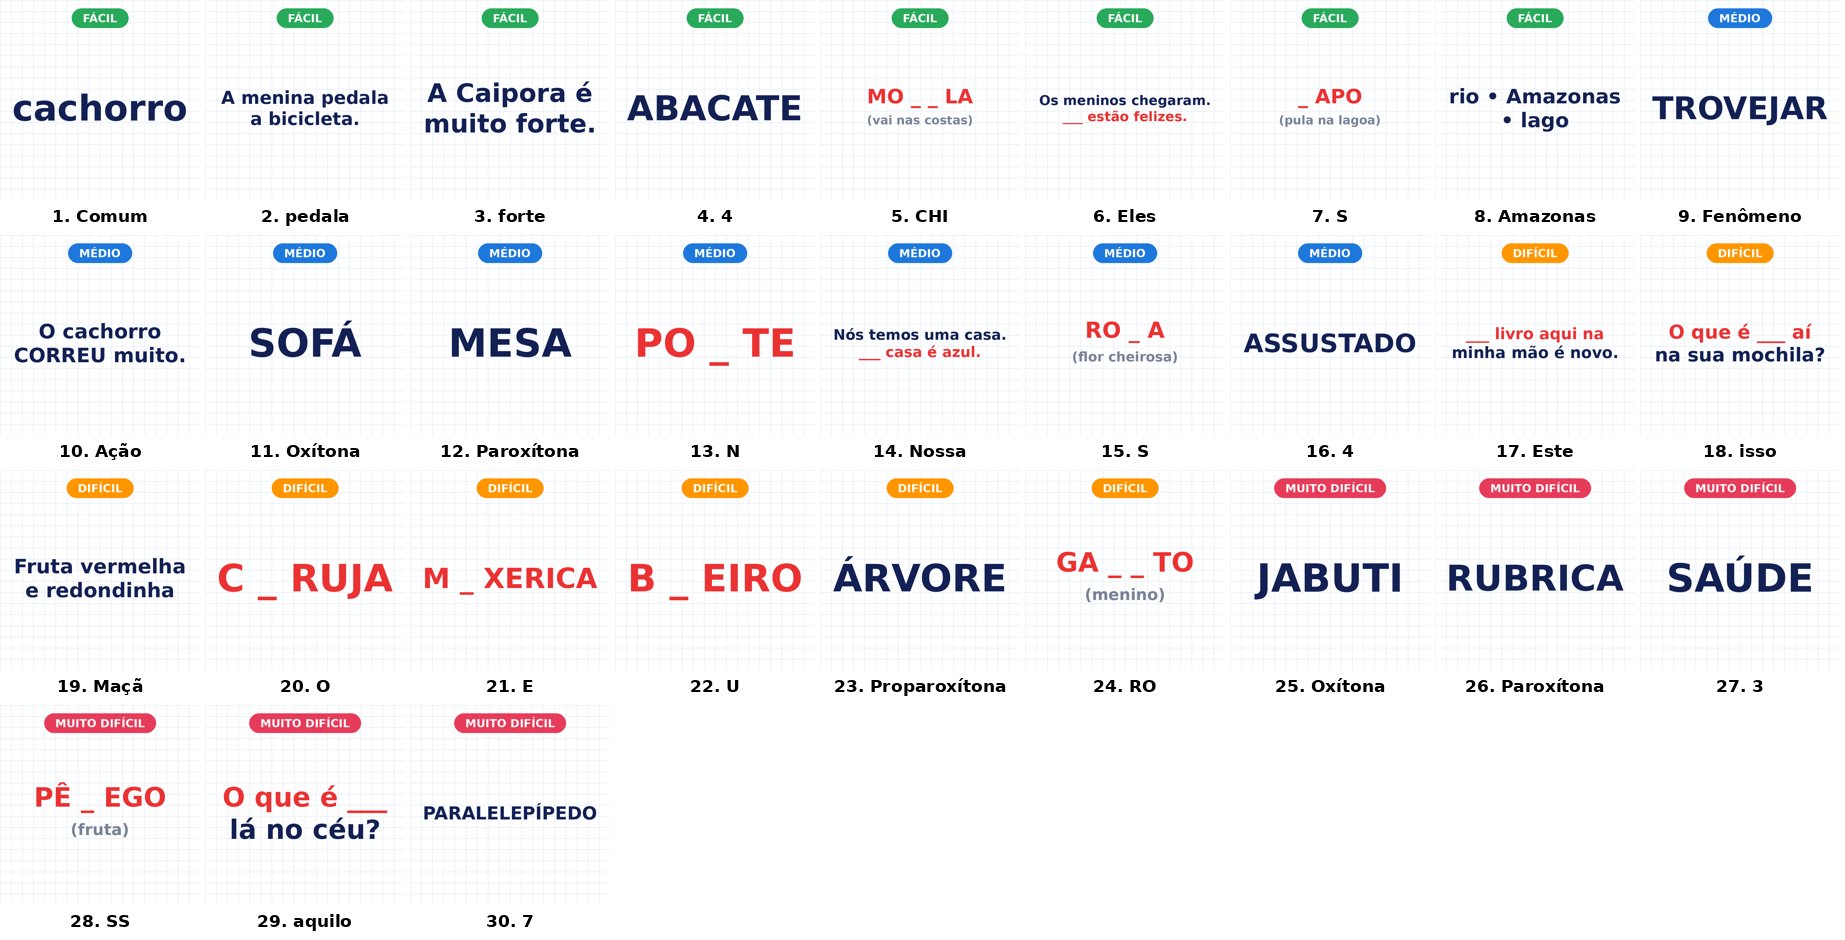 FÁCIL
cachorro
1. Comum
FÁCIL
A menina pedala
a bicicleta.
2. pedala
FÁCIL
A Caipora é
muito forte.
3. forte
FÁCIL
ABACATE
4. 4
FÁCIL
MO _ _ LA
(vai nas costas)
5. CHI
FÁCIL
Os meninos chegaram.
___ estão felizes.
6. Eles
FÁCIL
_ APO
(pula na lagoa)
7. S
FÁCIL
rio • Amazonas
• lago
8. Amazonas
MÉDIO
TROVEJAR
9. Fenômeno
MÉDIO
O cachorro
CORREU muito.
10. Ação
MÉDIO
SOFÁ
11. Oxítona
MÉDIO
MESA
12. Paroxítona
MÉDIO
PO _ TE
13. N
MÉDIO
Nós temos uma casa.
___ casa é azul.
14. Nossa
MÉDIO
RO _ A
(flor cheirosa)
15. S
MÉDIO
ASSUSTADO
16. 4
DIFÍCIL
___ livro aqui na
minha mão é novo.
17. Este
DIFÍCIL
O que é ___ aí
na sua mochila?
18. isso
DIFÍCIL
Fruta vermelha
e redondinha
19. Maçã
DIFÍCIL
C _ RUJA
20. O
DIFÍCIL
M _ XERICA
21. E
DIFÍCIL
B _ EIRO
22. U
DIFÍCIL
ÁRVORE
23. Proparoxítona
DIFÍCIL
GA _ _ TO
(menino)
24. RO
MUITO DIFÍCIL
JABUTI
25. Oxítona
MUITO DIFÍCIL
RUBRICA
26. Paroxítona
MUITO DIFÍCIL
SAÚDE
27. 3
MUITO DIFÍCIL
PÊ _ EGO
(fruta)
28. SS
MUITO DIFÍCIL
O que é ___
lá no céu?
29. aquilo
MUITO DIFÍCIL
PARALELEPÍPEDO
30. 7